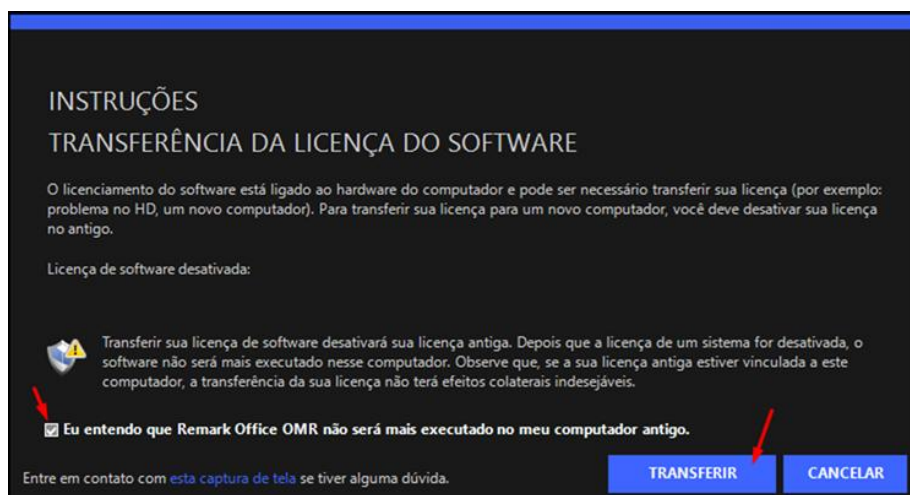 INSTRUÇÕES
TRANSFERÊNCIA DA LICENÇA DO SOFTWARE
O licenciamento do software está ligado ao hardware do computador e pode ser necessário transferir sua licença (por exemplo:
problema no HD, um novo computador). Para transferir sua licença para um novo computador, você deve desativar sua licença
no antigo.
Licença de software desativada:
Transferir sua licença de software desativará sua licença antiga. Depois que a licença de um sistema for desativada, o
software não será mais executado nesse computador. Observe que, se a sua licença antiga estiver vinculada a este
computador, a transferência da sua licença não terá efeitos colaterais indesejáveis.
Eu entendo que Remark Office OMR não será mais executado no meu computador antigo.
Entre em contato com esta captura de tela se tiver alguma dúvida.
TRANSFERIR
CANCELAR